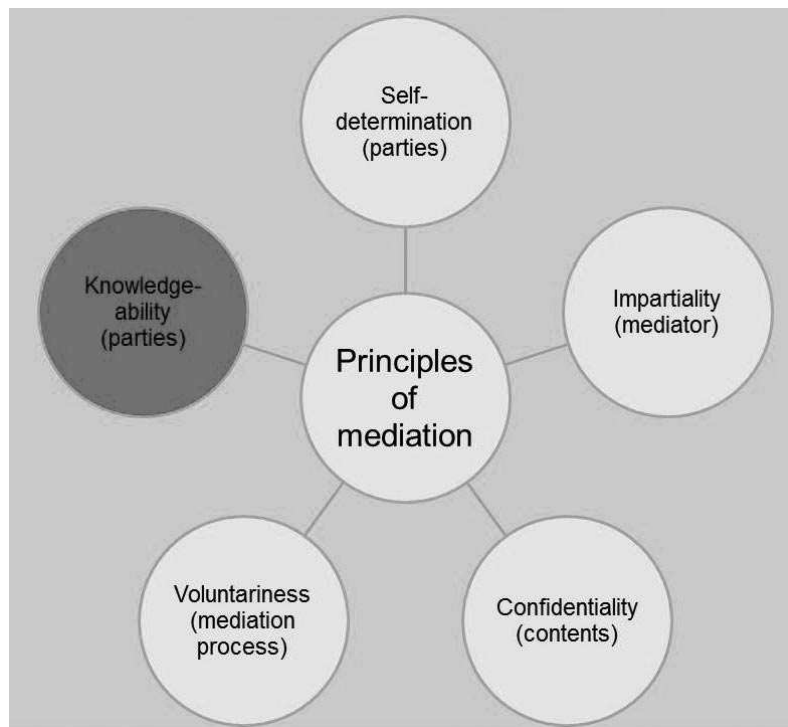 Self-
determination
(parties)
Knowledge-
ability
(parties)
Impartiality
(mediator)
Principles
of
mediation
Voluntariness
(mediation
process)
Confidentiality
(contents)